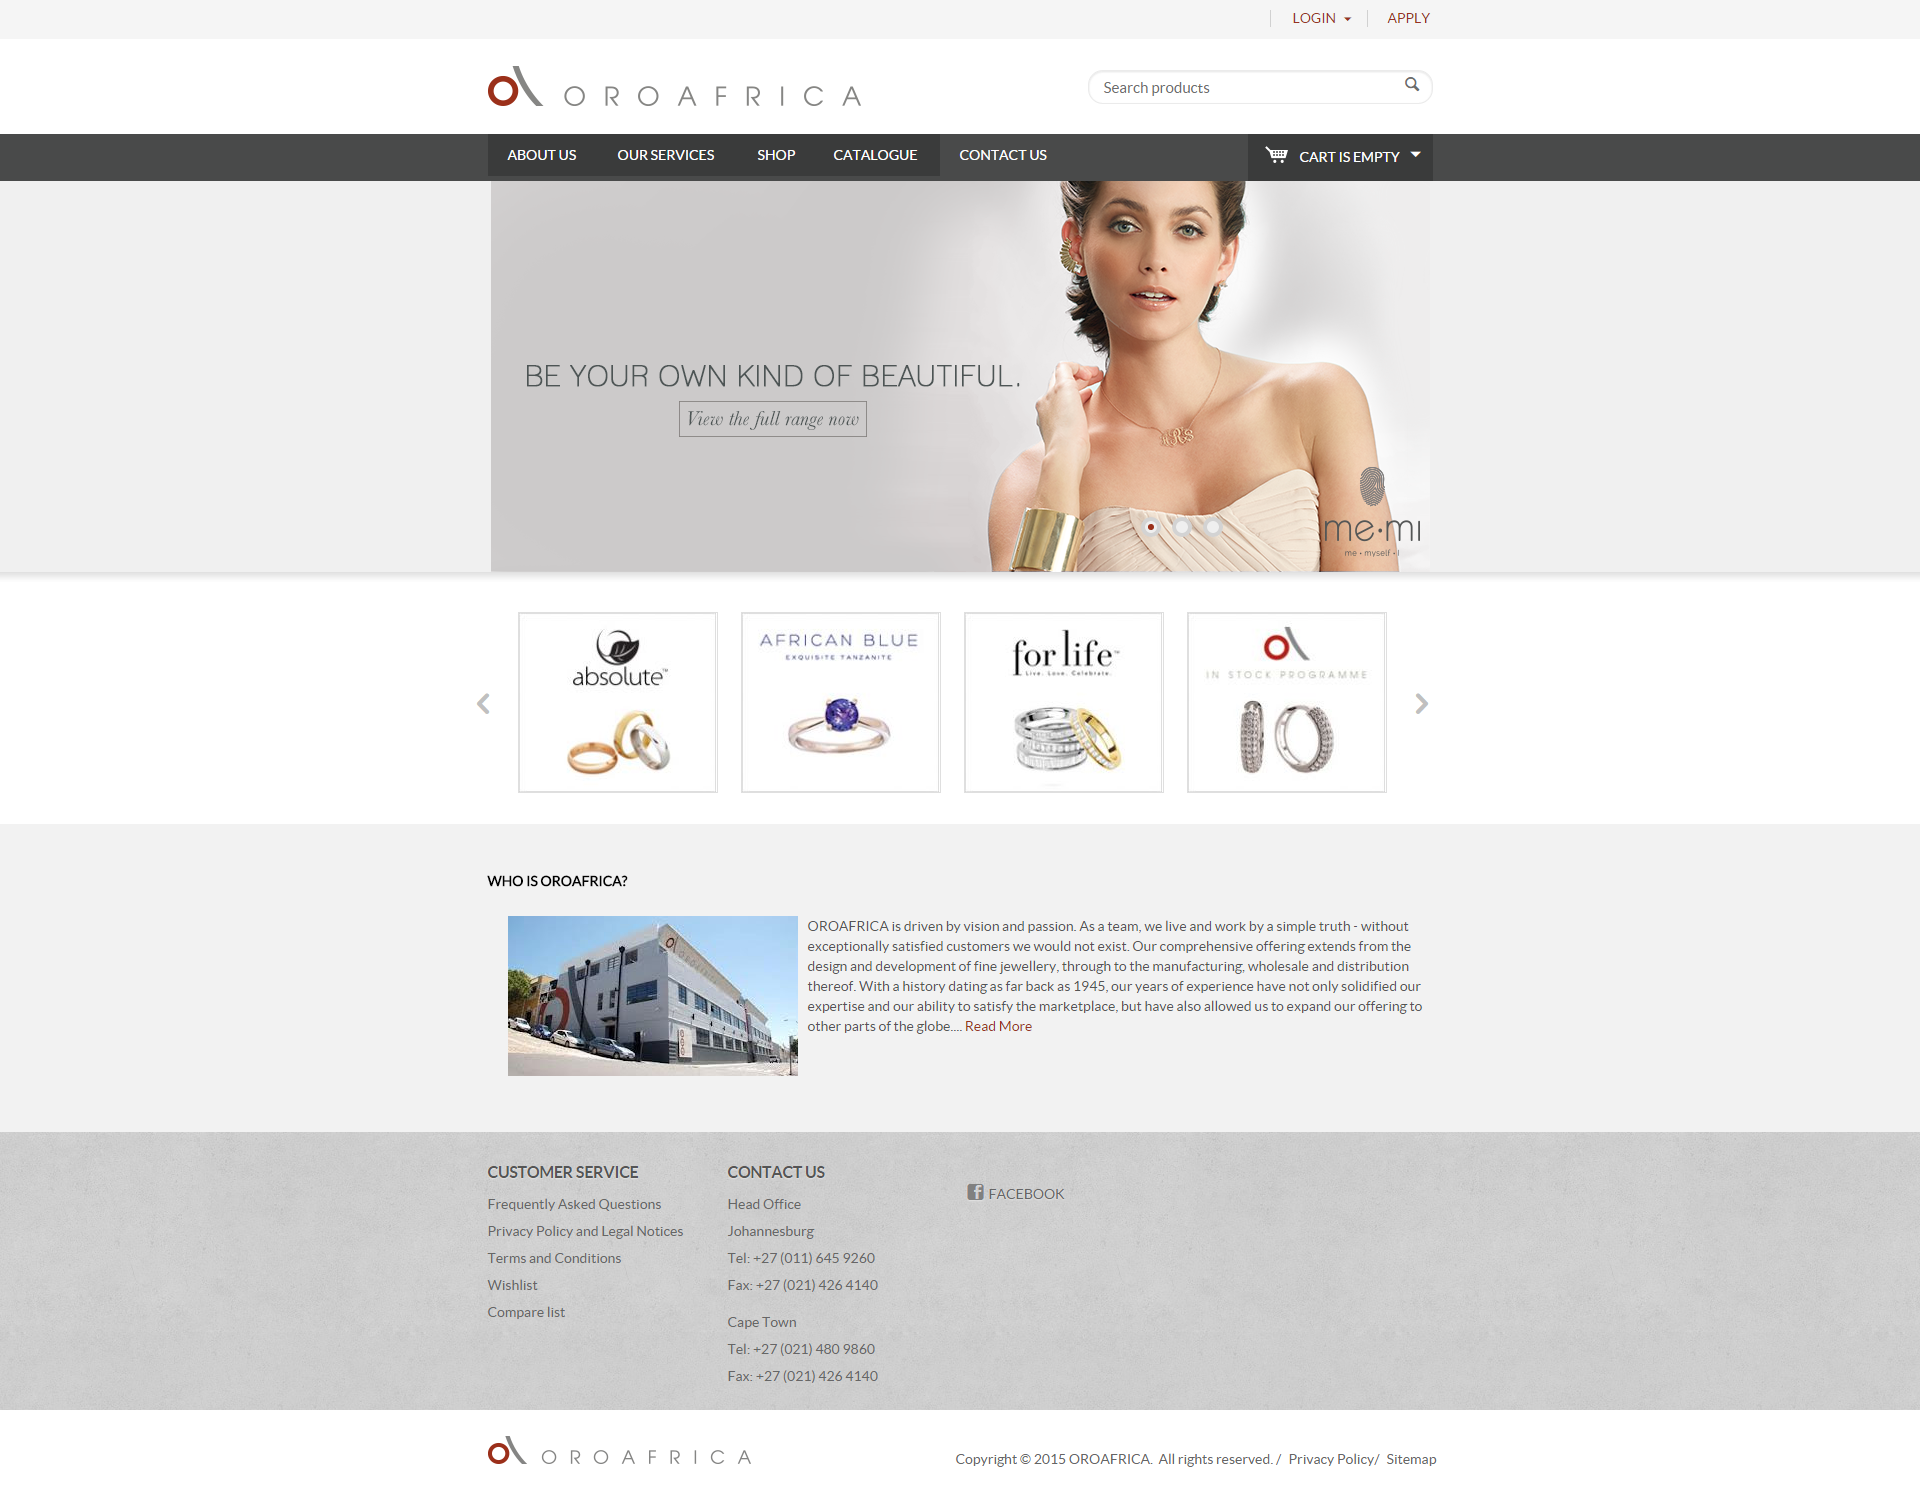 LOGIN
APPLY
OROAFRICA
Search products
ABOUT US
OUR SERVICES
SHOP
CATALOGUE
CONTACT US
CART IS EMPTY
BE YOUR OWN KIND OF BEAUTIFUL.
View the full range now
me•mi
me • myself • I
absolute™
AFRICAN BLUE
EXQUISITE TANZANITE
for life™
Live. Love. Celebrate.
IN STOCK PROGRAMME
WHO IS OROAFRICA?
OROAFRICA is driven by vision and passion. As a team, we live and work by a simple truth - without
exceptionally satisfied customers we would not exist. Our comprehensive offering extends from the
design and development of fine jewellery, through to the manufacturing, wholesale and distribution
thereof. With a history dating as far back as 1945, our years of experience have not only solidified our
expertise and our ability to satisfy the marketplace, but have also allowed us to expand our offering to
other parts of the globe.... Read More
CUSTOMER SERVICE
Frequently Asked Questions
Privacy Policy and Legal Notices
Terms and Conditions
Wishlist
Compare list
CONTACT US
Head Office
Johannesburg
Tel: +27 (011) 645 9260
Fax: +27 (021) 426 4140
Cape Town
Tel: +27 (021) 480 9860
Fax: +27 (021) 426 4140
FACEBOOK
OROAFRICA
Copyright © 2015 OROAFRICA. All rights reserved. / Privacy Policy/ Sitemap